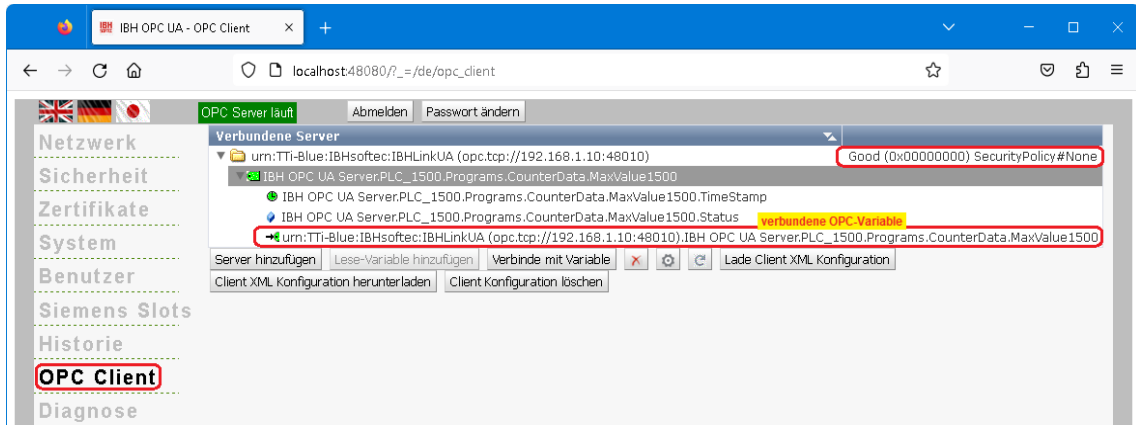 IBH OPC UA - OPC Client
localhost:48080/?_=/de/opc_client
OPC Server läuft Abmelden Passwort ändern
Netzwerk
Sicherheit
Zertifikate
System
Benutzer
Siemens Slots
Historie
OPC Client
Diagnose
Verbundene Server
urn:TTi-Blue:IBHsoftec:IBHLinkUA (opc.tcp://192.168.1.10:48010) Good (0x00000000) SecurityPolicy#None
IBH OPC UA Server.PLC_1500.Programs.CounterData.MaxValue1500
IBH OPC UA Server.PLC_1500.Programs.CounterData.MaxValue1500.TimeStamp
IBH OPC UA Server.PLC_1500.Programs.CounterData.MaxValue1500.Status
verbundene OPC-Variable
urn:TTi-Blue:IBHsoftec:IBHLinkUA (opc.tcp://192.168.1.10:48010).IBH OPC UA Server.PLC_1500.Programs.CounterData.MaxValue1500
Server hinzufügen Lese-Variable hinzufügen Verbinde mit Variable Lade Client XML Konfiguration
Client XML Konfiguration herunterladen Client Konfiguration löschen